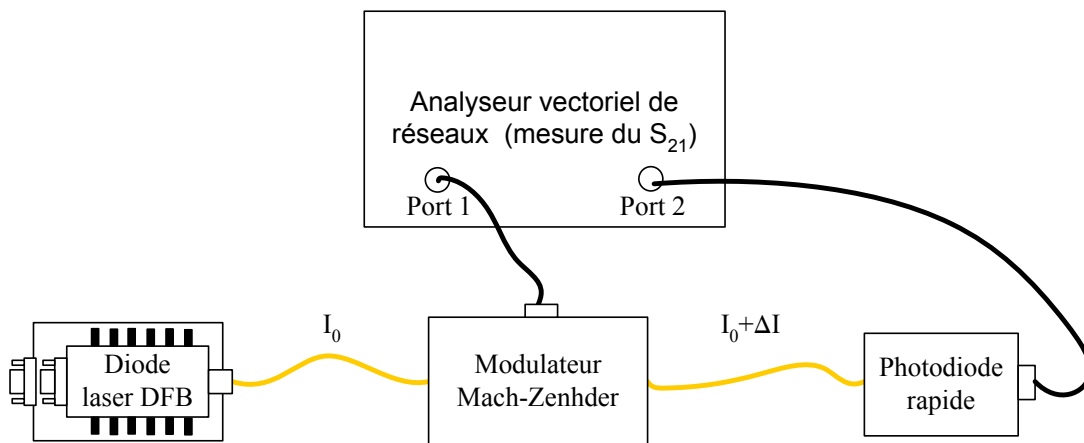 Analyseur vectoriel de
réseaux (mesure du S21)
Port 1
Port 2
I0
I0+ΔI
Diode
laser DFB
Modulateur
Mach-Zenhder
Photodiode
rapide